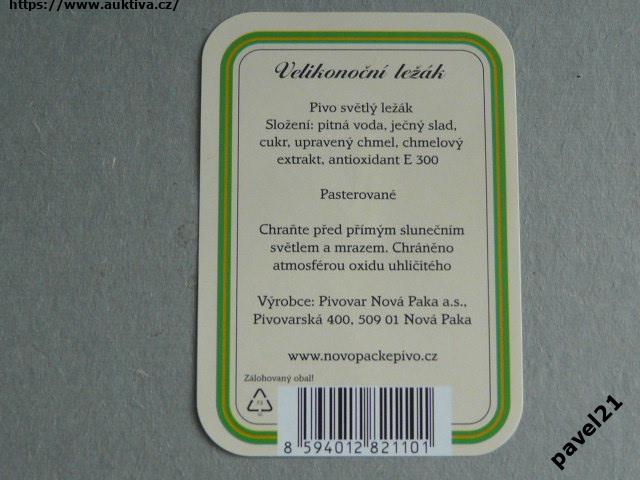 https://www.auktiva.cz/
Velikonoční ležák
Pivo světlý ležák
Složení: pitná voda, ječný slad,
cukr, upravený chmel, chmelový
extrakt, antioxidant E 300
Pasterované
Chraňte před přímým slunečním
světlem a mrazem. Chráněno
atmosférou oxidu uhličitého
Výrobce: Pivovar Nová Paka a.s.,
Pivovarská 400, 509 01 Nová Paka
www.novopackepivo.cz
Zálohovaný obal!
8 594012 821101
pavel21